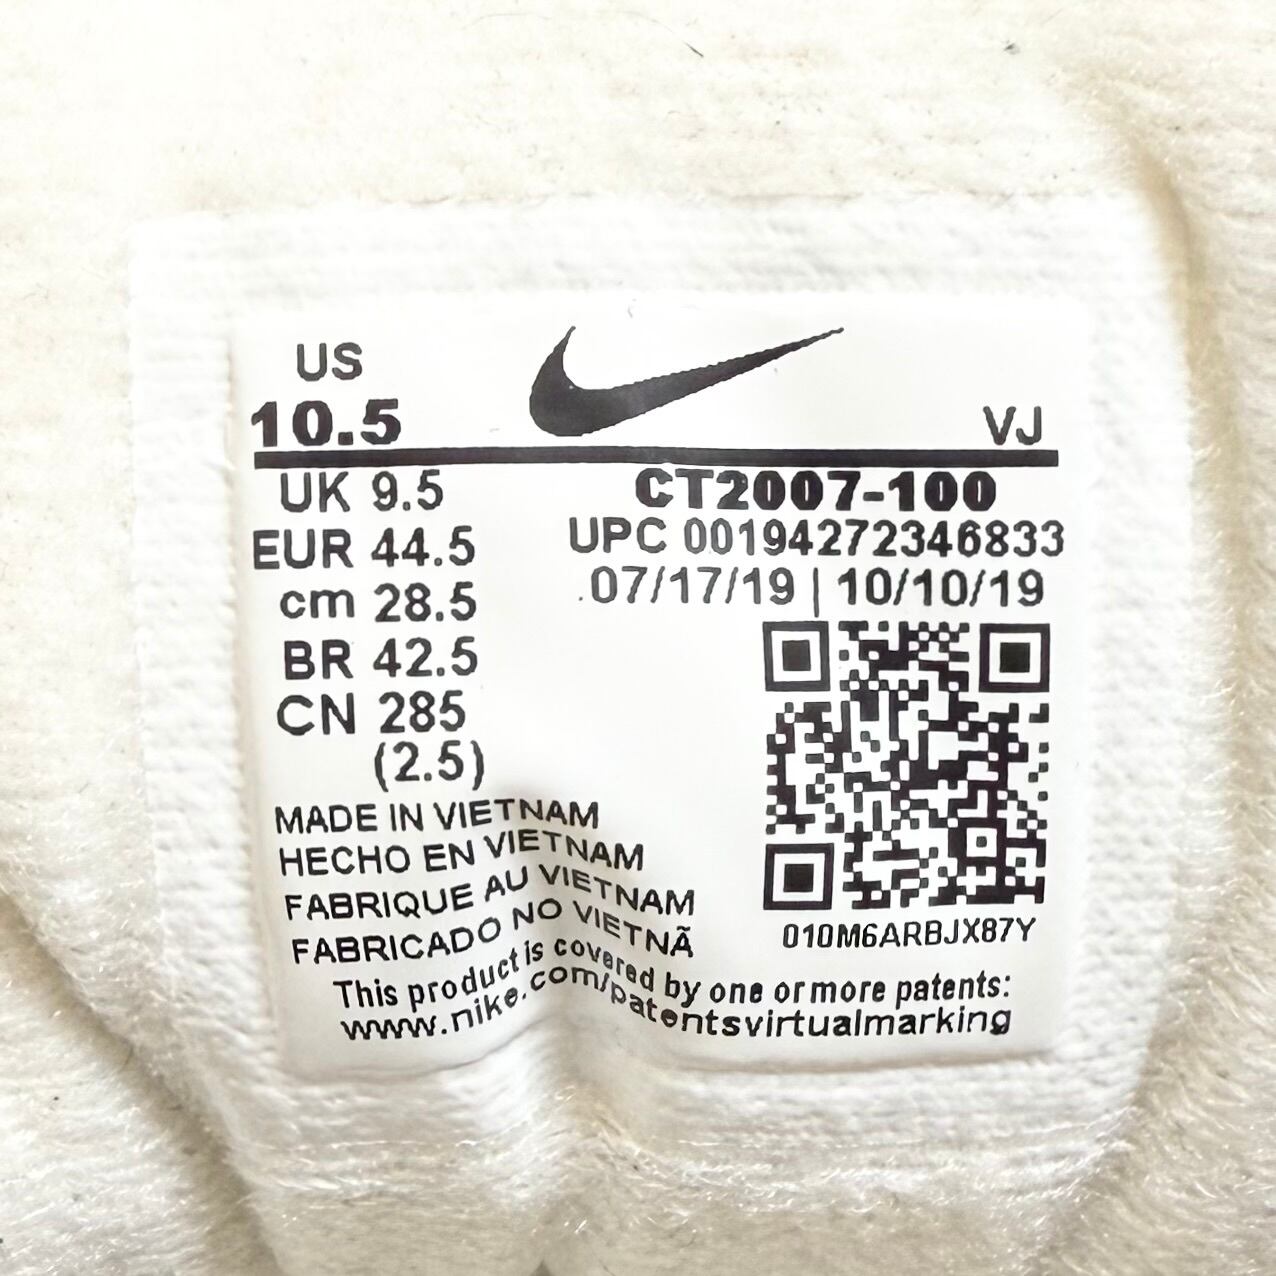 US
10.5
VJ
UK 9.5
EUR 44.5
cm 28.5
BR 42.5
CN 285
(2.5)
CT2007-100
UPC 00194272346833
07/17/19 | 10/10/19
010M6ARBJX87Y
MADE IN VIETNAM
HECHO EN VIETNAM
FABRIQUE AU VIETNAM
FABRICADO NO VIETNÃ
This product is covered by one or more patents:
www.nike.com/patentsvirtualmarking